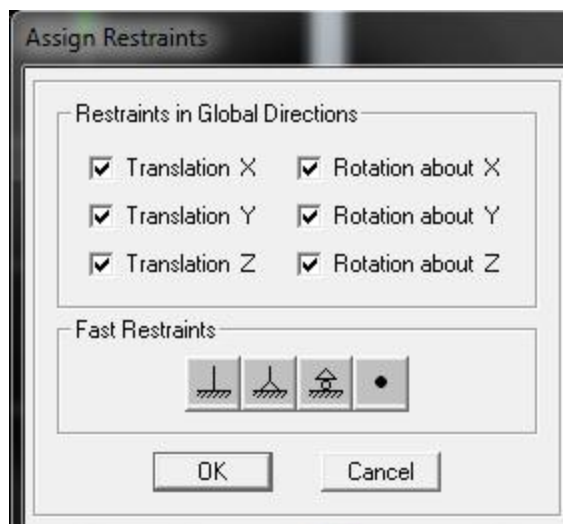 Assign Restraints
Restraints in Global Directions
Translation X Rotation about X
Translation Y Rotation about Y
Translation Z Rotation about Z
Fast Restraints
OK Cancel